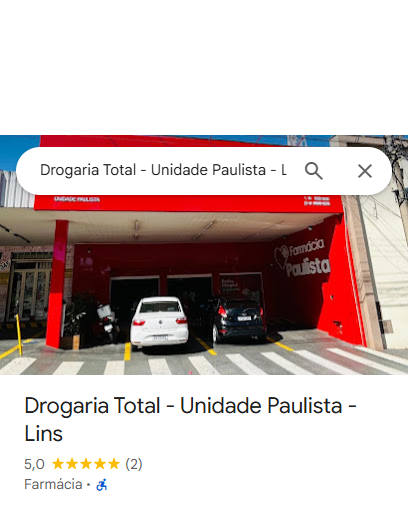 Drogaria Total - Unidade Paulista - L
UNIDADE PAULISTA
Farmácia
Paulista
Drogaria Total - Unidade Paulista -
Lins
5,0 (2)
Farmácia ·